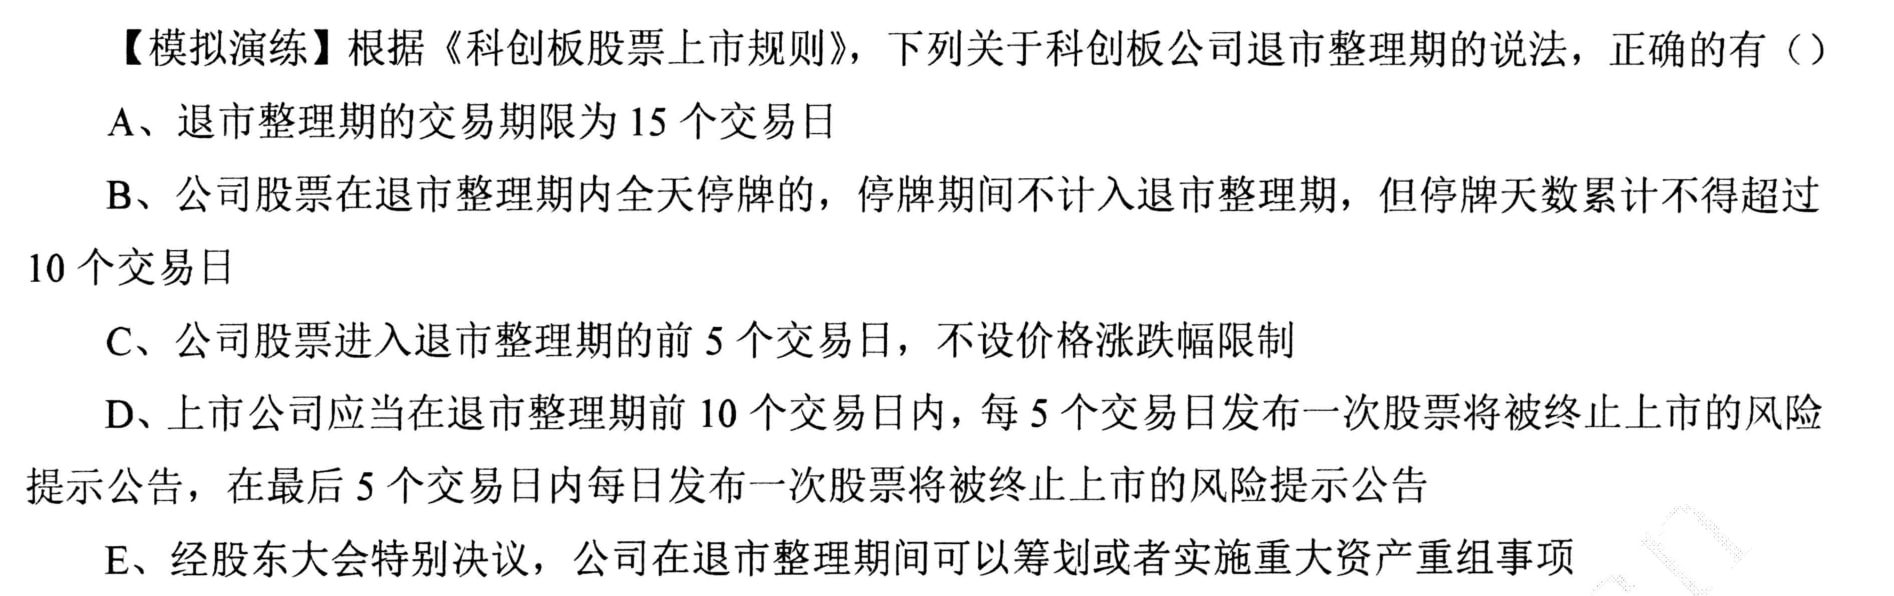 【模拟演练】根据《科创板股票上市规则》，下列关于科创板公司退市整理期的说法，正确的有（）
A、退市整理期的交易期限为 15 个交易日
B、公司股票在退市整理期内全天停牌的，停牌期间不计入退市整理期，但停牌天数累计不得超过
10 个交易日
C、公司股票进入退市整理期的前 5 个交易日，不设价格涨跌幅限制
D、上市公司应当在退市整理期前 10 个交易日内，每 5 个交易日发布一次股票将被终止上市的风险
提示公告，在最后 5 个交易日内每日发布一次股票将被终止上市的风险提示公告
E、经股东大会特别决议，公司在退市整理期间可以筹划或者实施重大资产重组事项